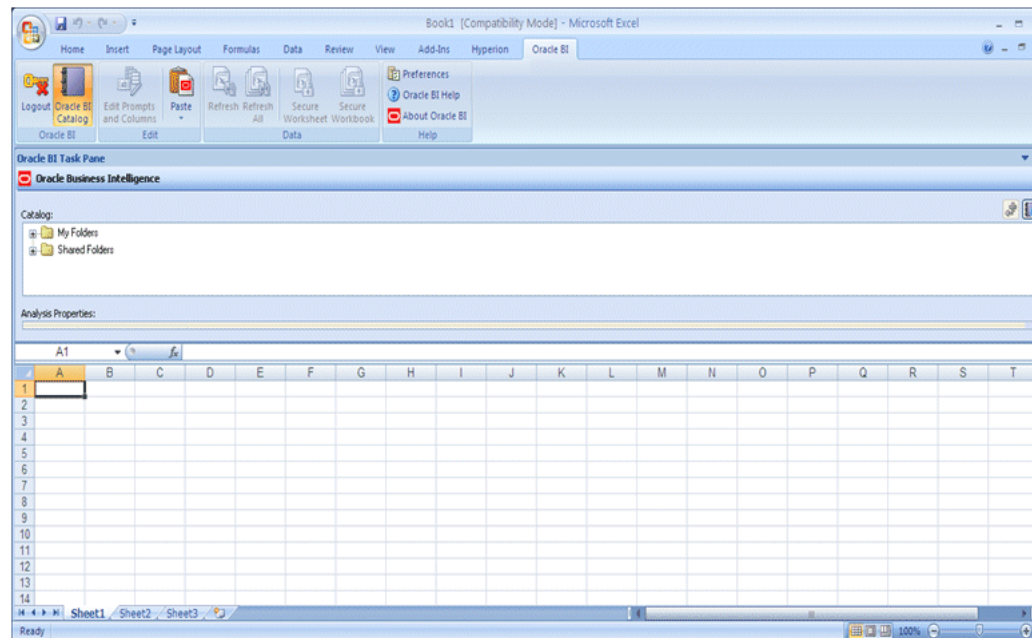 Book1 [Compatibility Mode] - Microsoft Excel
Home Insert Page Layout Formulas Data Review View Add-Ins Hyperion Oracle BI
Preferences
Oracle BI Help
About Oracle BI
Logout Oracle BI Catalog
Edit Prompts and Columns
Paste
Refresh Refresh All
Secure Worksheet Secure Workbook
Oracle BI Edit Data Help
Oracle BI Task Pane
Oracle Business Intelligence
Catalog:
My Folders
Shared Folders
Analysis Properties:
A1 fx
A B C D E F G H I J K L M N O P Q R S T
1
2
3
4
5
6
7
8
9
10
11
12
13
14
Sheet1 Sheet2 Sheet3
Ready 100%